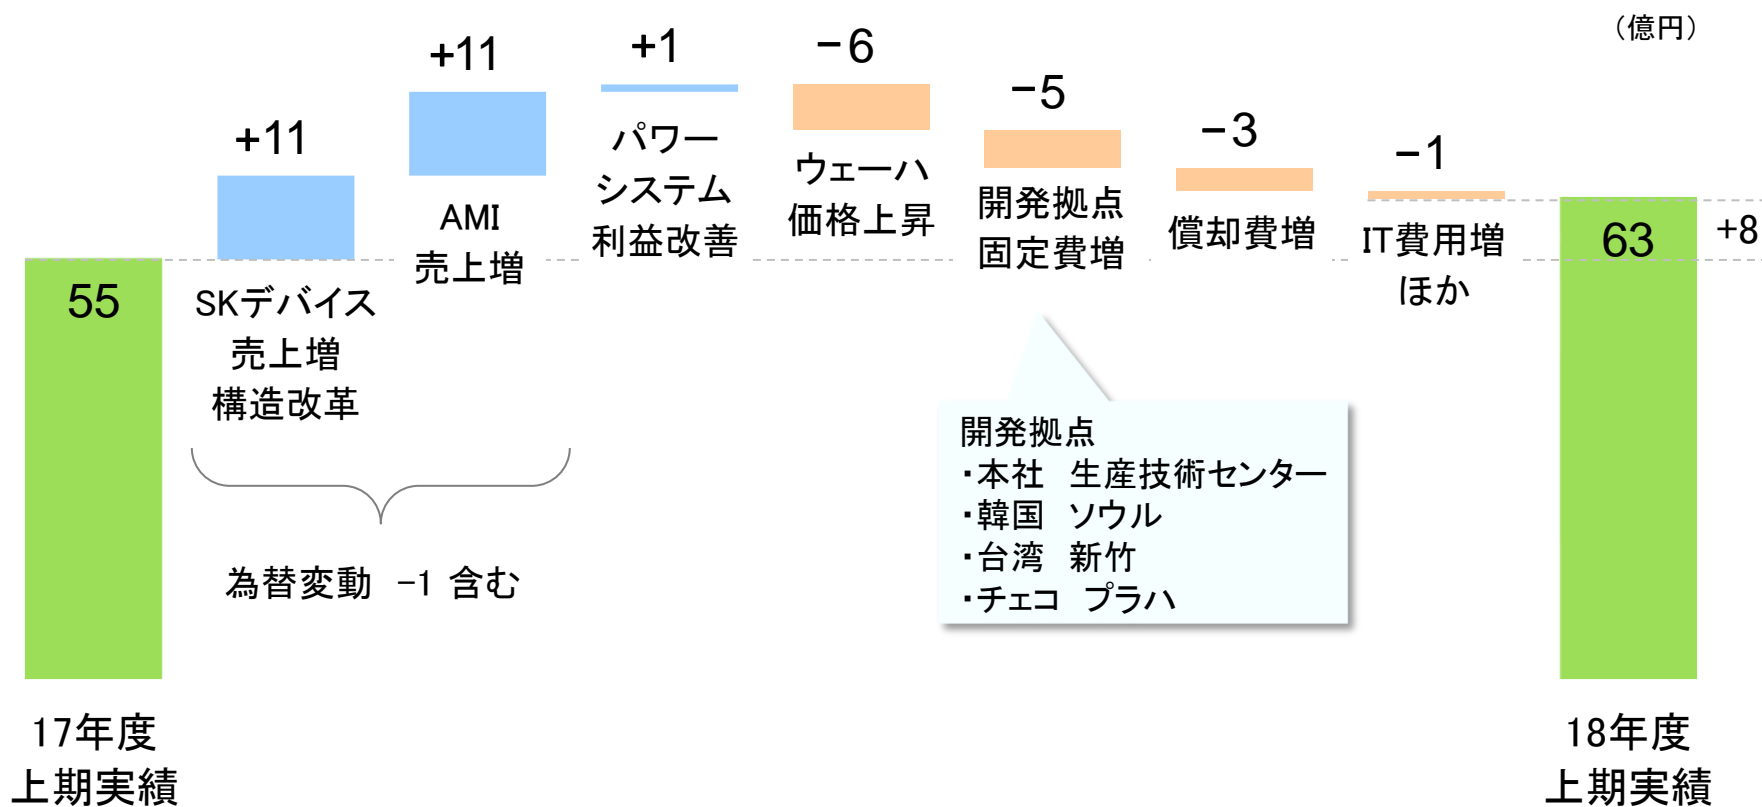 （億円）
+11
+11
+1
−6
−5
−3
−1
+8
55
SKデバイス
売上増
構造改革
AMI
売上増
パワー
システム
利益改善
ウェーハ
価格上昇
開発拠点
固定費増
償却費増
IT費用増
ほか
63
為替変動　−1 含む
開発拠点
・本社　生産技術センター
・韓国　ソウル
・台湾　新竹
・チェコ　プラハ
17年度
上期実績
18年度
上期実績